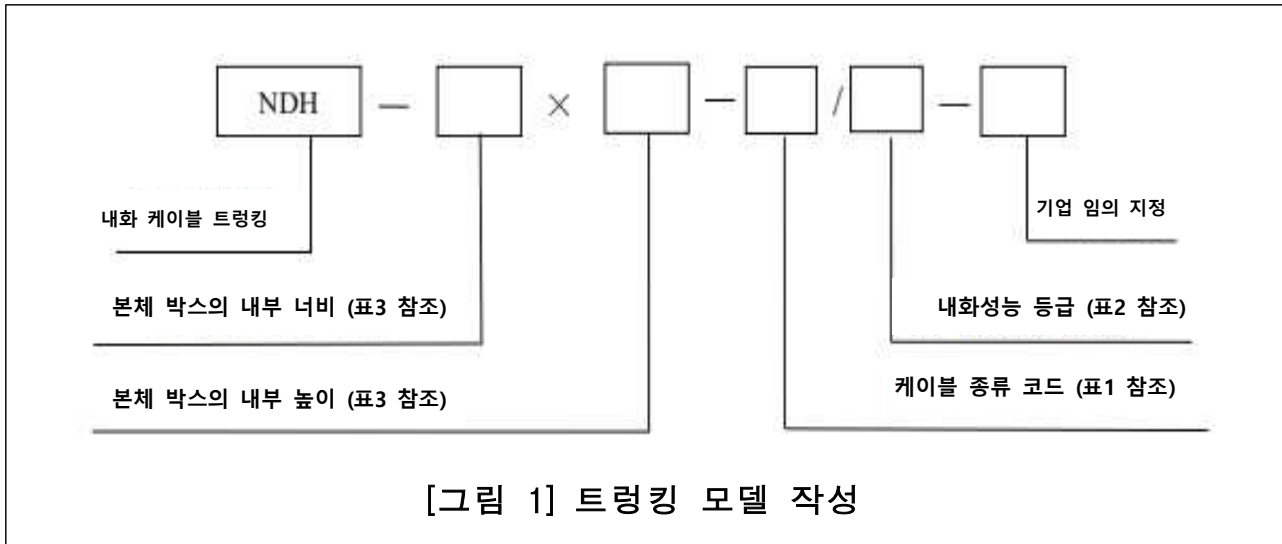 NDH — × — / —
내화 케이블 트렁킹
기업 임의 지정
본체 박스의 내부 너비 (표3 참조)
내화성능 등급 (표2 참조)
본체 박스의 내부 높이 (표3 참조)
케이블 종류 코드 (표1 참조)
[그림 1] 트렁킹 모델 작성